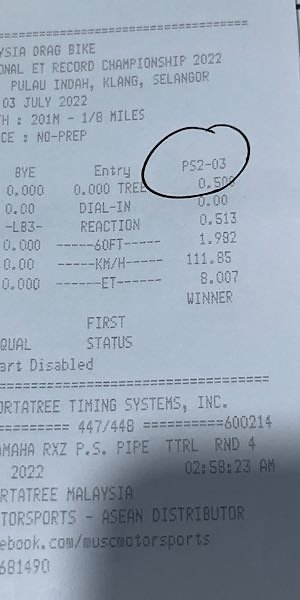 YSIA DRAG BIKE
ONAL ET RECORD CHAMPIONSHIP 2022
PULAU INDAH, KLANG, SELANGOR
03 JULY 2022
TH : 201M - 1/8 MILES
CE : NO-PREP
BYE Entry PS2-03
0.000 0.000 TREE 0.500
0.00 DIAL-IN 0.00
-LB3- REACTION 0.513
0.000 -----60FT------ 1.982
0.00 -----KM/H------ 111.85
0.000 ------ET------ 8.007
WINNER
FIRST
QUAL STATUS
art Disabled
ORTATREE TIMING SYSTEMS, INC.
========= 447/448 ==========600214
AMAHA RXZ P.S. PIPE TTRL RND 4
2022 02:58:23 AM
RTATREE MALAYSIA
TORSPORTS - ASEAN DISTRIBUTOR
ebook.com/muscmotorsports
681490